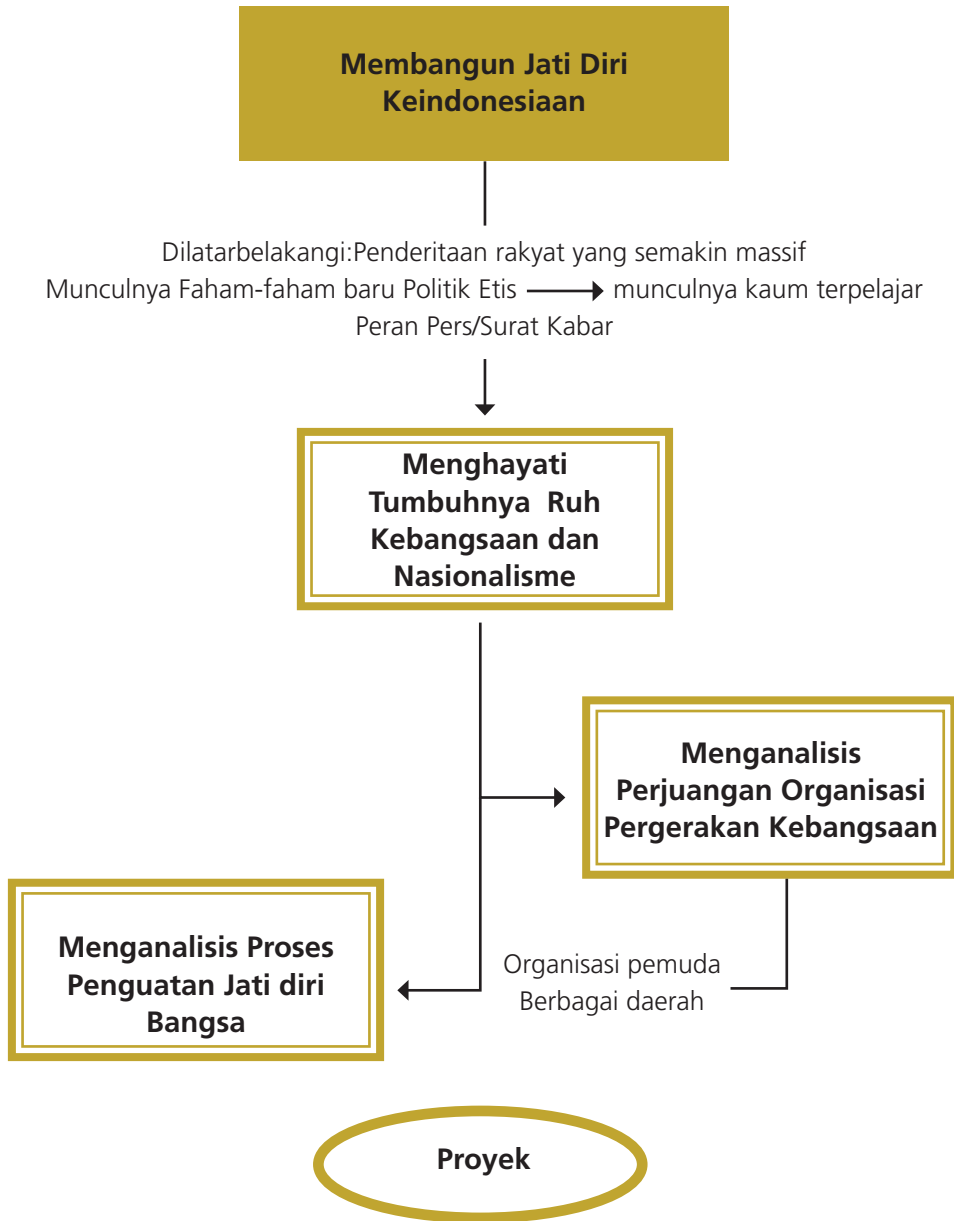 Membangun Jati Diri
Keindonesiaan
Dilatarbelakangi:Penderitaan rakyat yang semakin massif
Munculnya Faham-faham baru Politik Etis munculnya kaum terpelajar
Peran Pers/Surat Kabar
Menghayati
Tumbuhnya Ruh
Kebangsaan dan
Nasionalisme
Menganalisis
Perjuangan Organisasi
Pergerakan Kebangsaan
Menganalisis Proses
Penguatan Jati diri
Bangsa
Organisasi pemuda
Berbagai daerah
Proyek